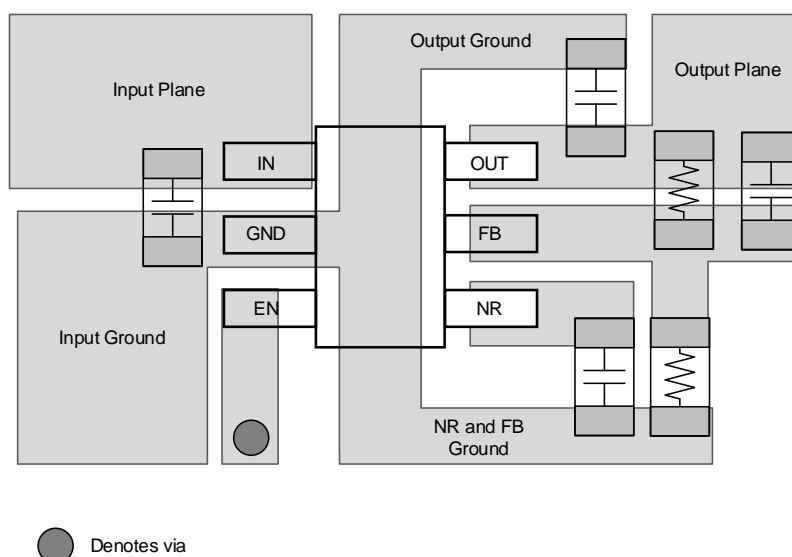 Output Ground
Input Plane
Output Plane
IN
OUT
GND
FB
EN
NR
Input Ground
NR and FB
Ground
Denotes via